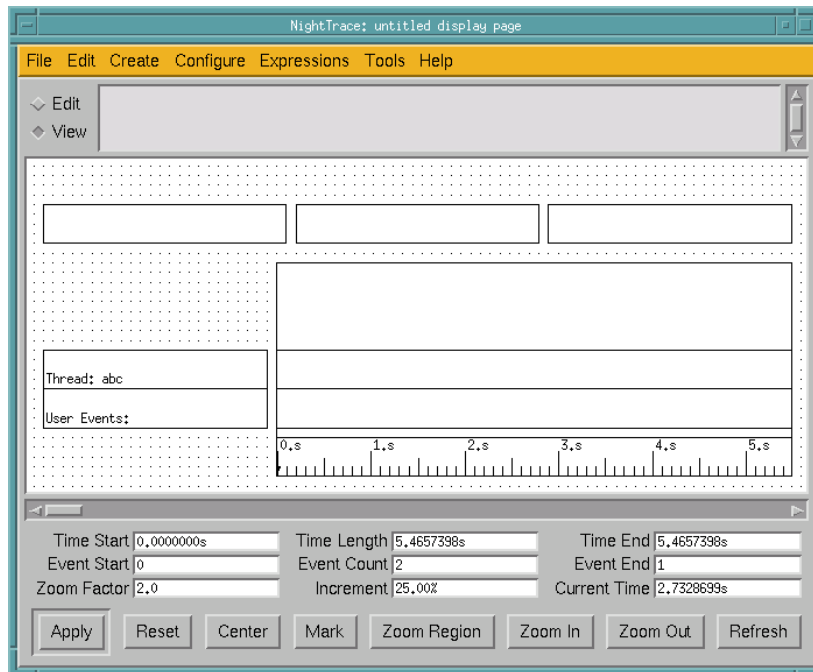 NightTrace: untitled display page
File Edit Create Configure Expressions Tools Help
Edit
View
Thread: abc
User Events:
0.s 1.s 2.s 3.s 4.s 5.s
Time Start 0.0000000s Time Length 5.4657398s Time End 5.4657398s
Event Start 0 Event Count 2 Event End 1
Zoom Factor 2.0 Increment 25.00% Current Time 2.7328699s
Apply Reset Center Mark Zoom Region Zoom In Zoom Out Refresh